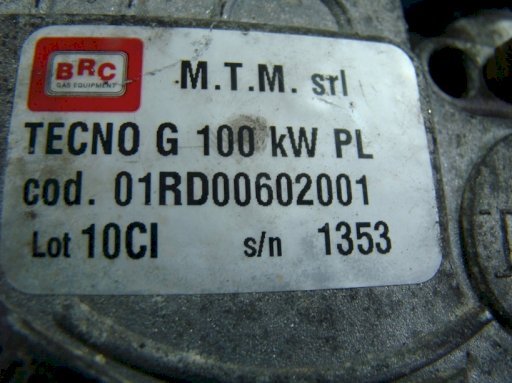 BRC
GAS EQUIPMENT
M.T.M. srl
TECNO G 100 kW PL
cod. 01RD00602001
Lot 10CI
s/n 1353